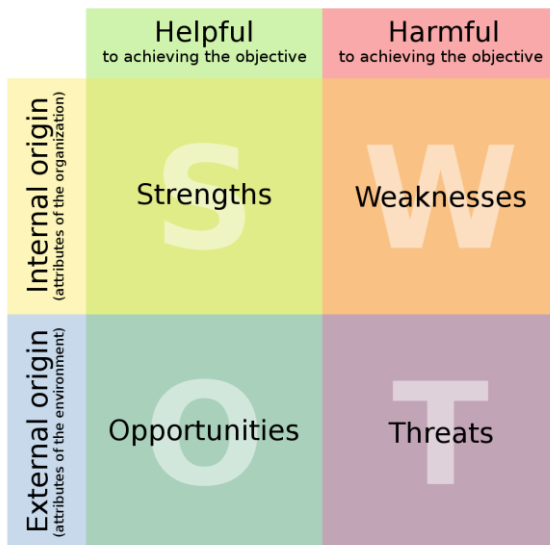 Helpful
to achieving the objective
Harmful
to achieving the objective
Internal origin
(attributes of the organization)
S
Strengths
W
Weaknesses
External origin
(attributes of the environment)
O
Opportunities
T
Threats